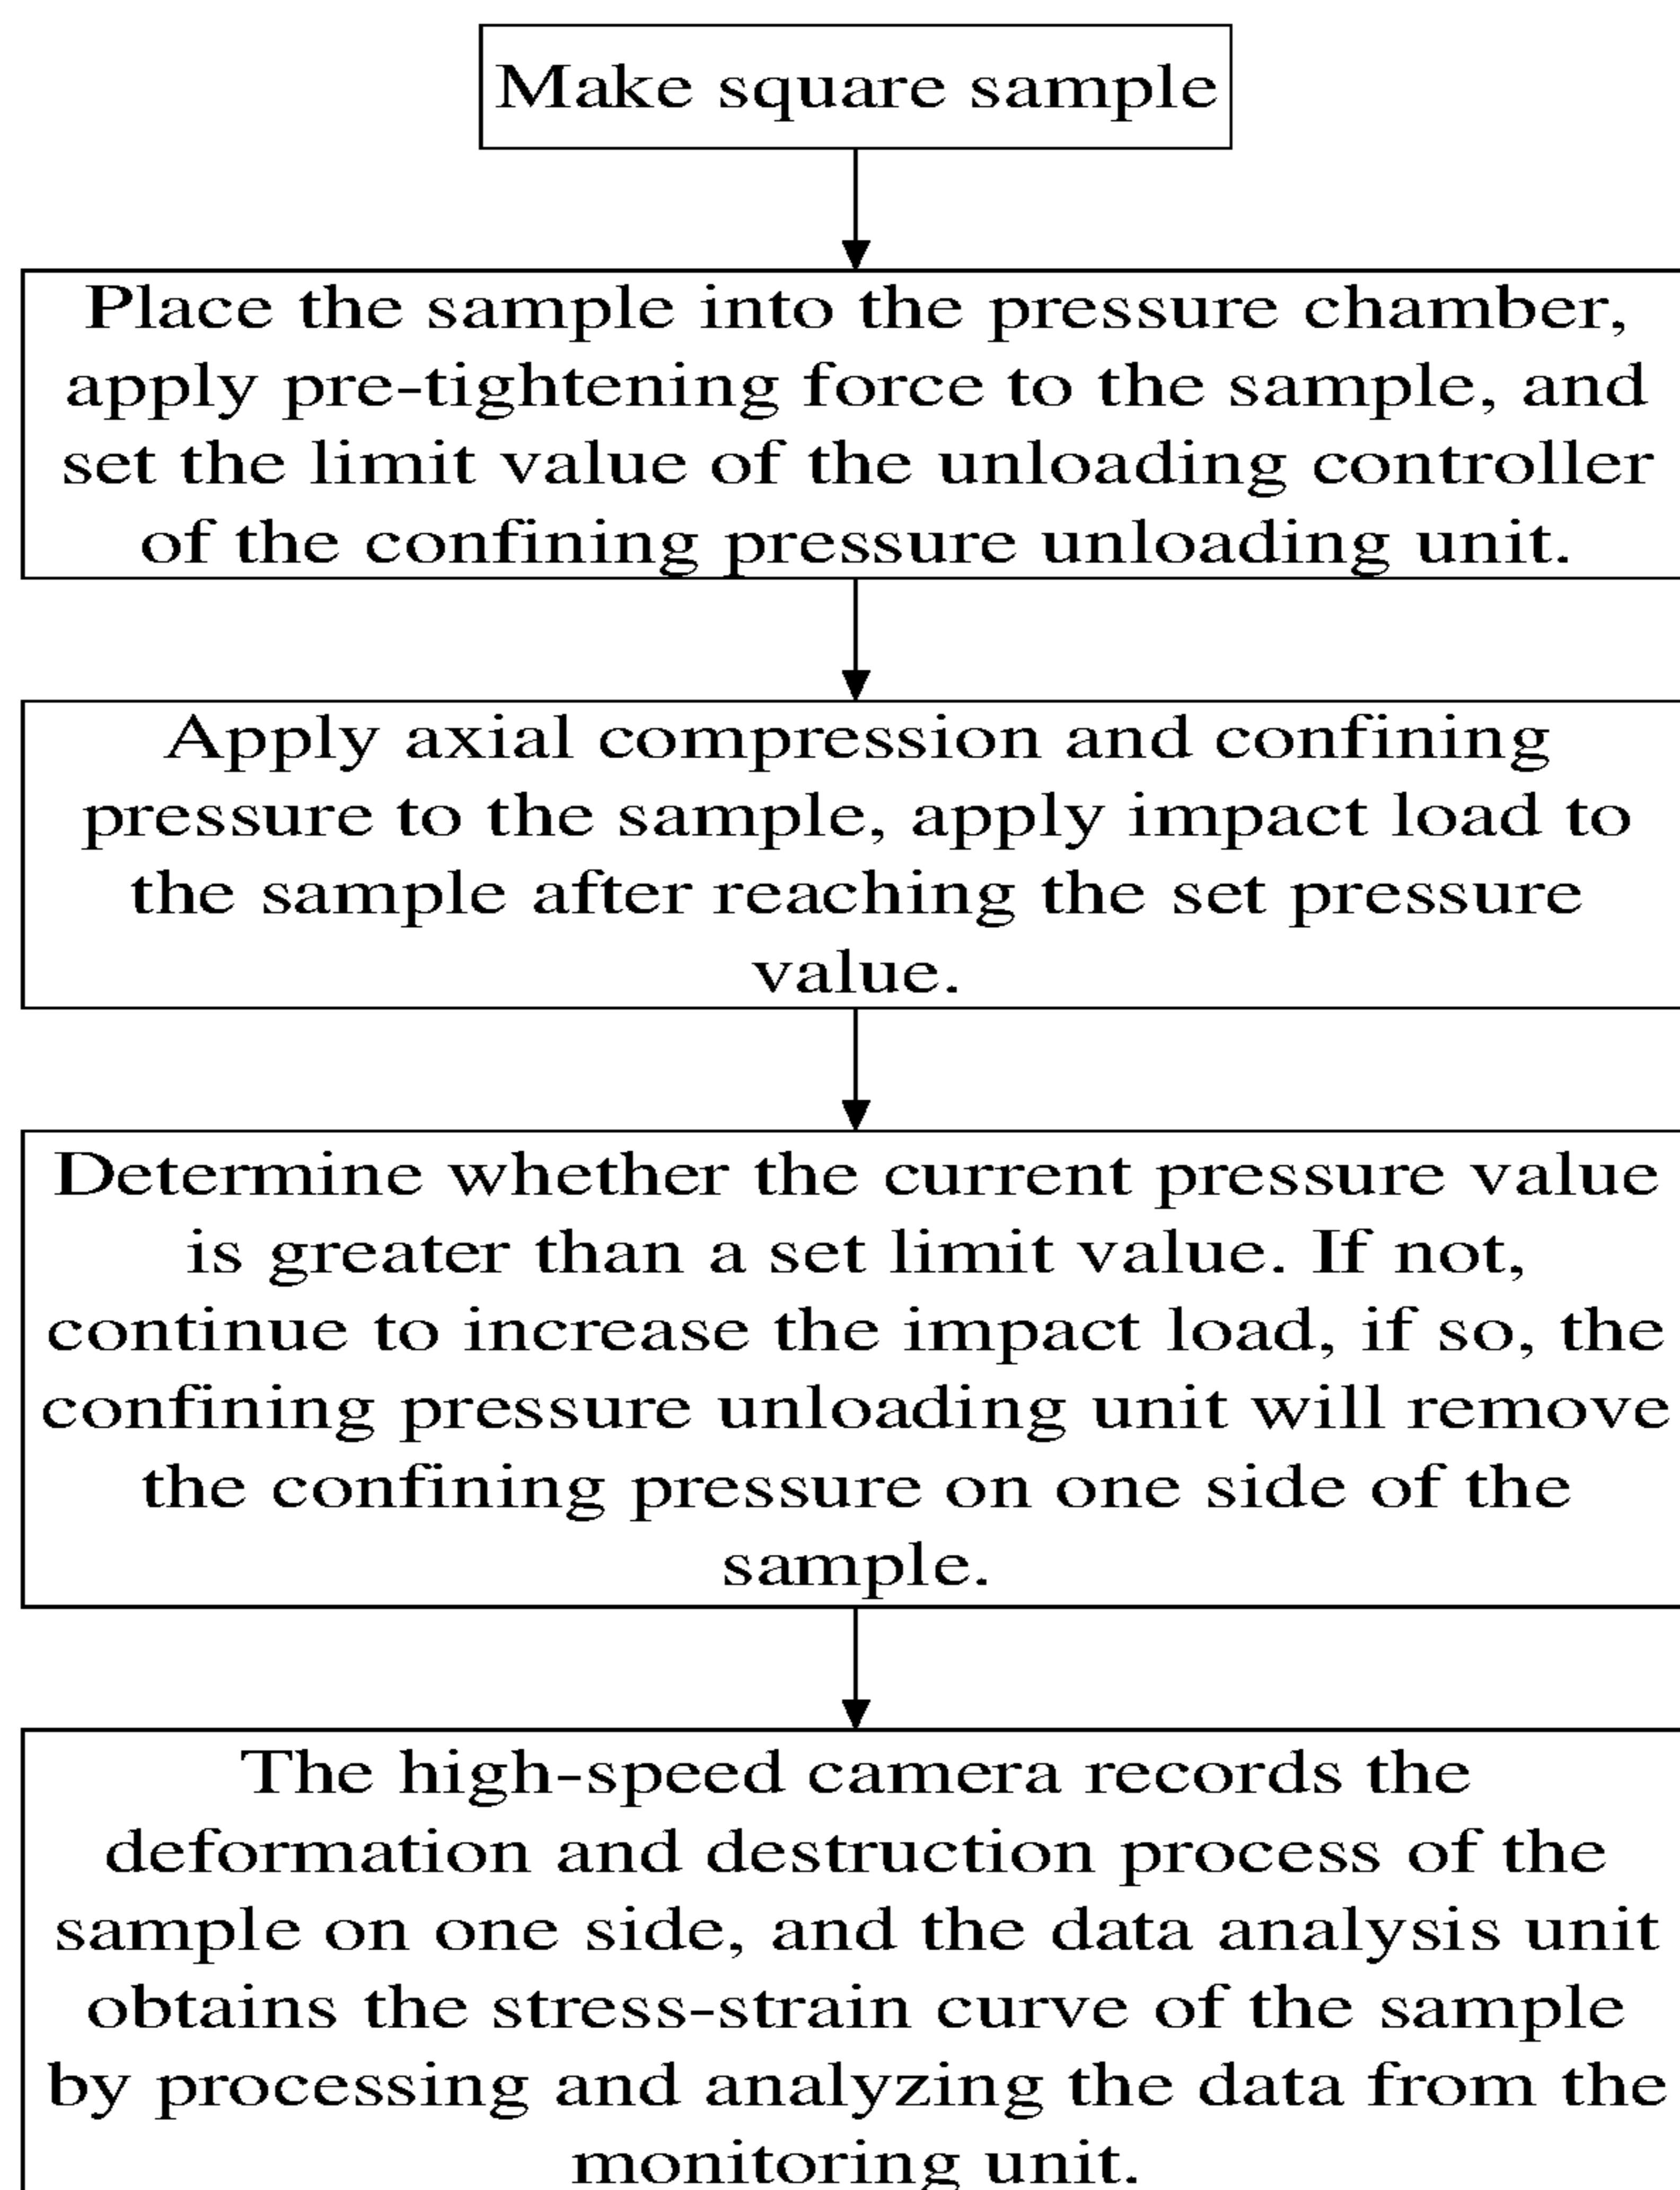 Make square sample
Place the sample into the pressure chamber,
apply pre-tightening force to the sample, and
set the limit value of the unloading controller
of the confining pressure unloading unit.
Apply axial compression and confining
pressure to the sample, apply impact load to
the sample after reaching the set pressure
value.
Determine whether the current pressure value
is greater than a set limit value. If not,
continue to increase the impact load, if so, the
confining pressure unloading unit will remove
the confining pressure on one side of the
sample.
The high-speed camera records the
deformation and destruction process of the
sample on one side, and the data analysis unit
obtains the stress-strain curve of the sample
by processing and analyzing the data from the
monitoring unit.